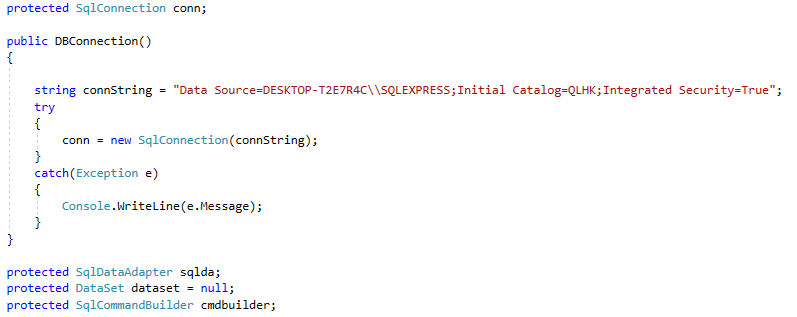 protected SqlConnection conn;
public DBConnection()
{
string connString = "Data Source=DESKTOP-T2E7R4C\\SQLEXPRESS;Initial Catalog=QLHK;Integrated Security=True";
try
{
conn = new SqlConnection(connString);
}
catch(Exception e)
{
Console.WriteLine(e.Message);
}
}
protected SqlDataAdapter sqlda;
protected DataSet dataset = null;
protected SqlCommandBuilder cmdbuilder;